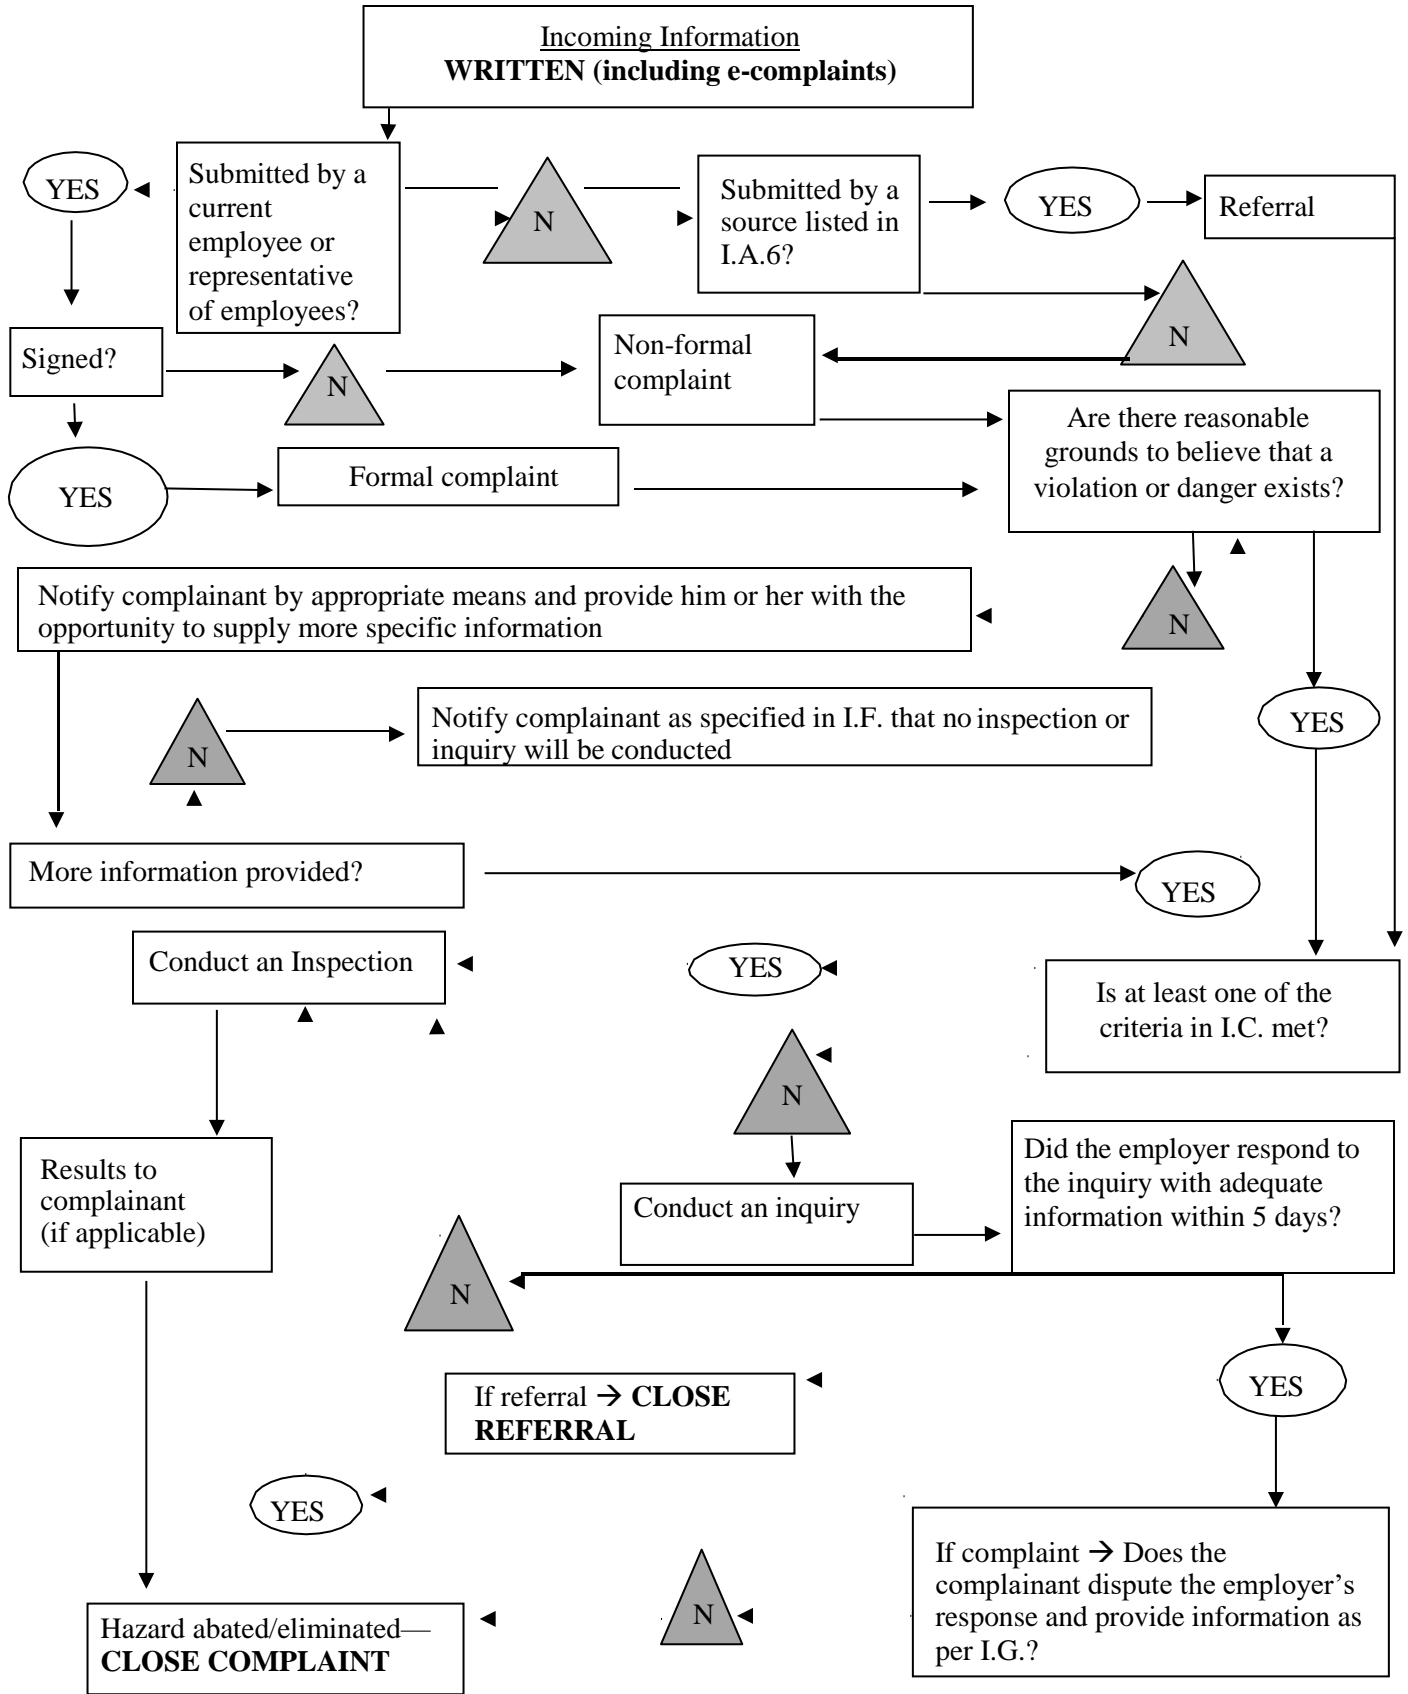 Incoming Information
WRITTEN (including e-complaints)
YES
Submitted by a
current
employee or
representative
of employees?
N
Submitted by a
source listed in
I.A.6?
YES
Referral
Signed?
N
Non-formal
complaint
N
YES
Formal complaint
Are there reasonable
grounds to believe that a
violation or danger exists?
Notify complainant by appropriate means and provide him or her with the
opportunity to supply more specific information
N
N
Notify complainant as specified in I.F. that no inspection or
inquiry will be conducted
YES
More information provided?
YES
Conduct an Inspection
YES
Is at least one of the
criteria in I.C. met?
N
Results to
complainant
(if applicable)
Conduct an inquiry
Did the employer respond to
the inquiry with adequate
information within 5 days?
N
YES
If referral → CLOSE
REFERRAL
YES
If complaint → Does the
complainant dispute the employer’s
response and provide information as
per I.G.?
N
Hazard abated/eliminated—
CLOSE COMPLAINT